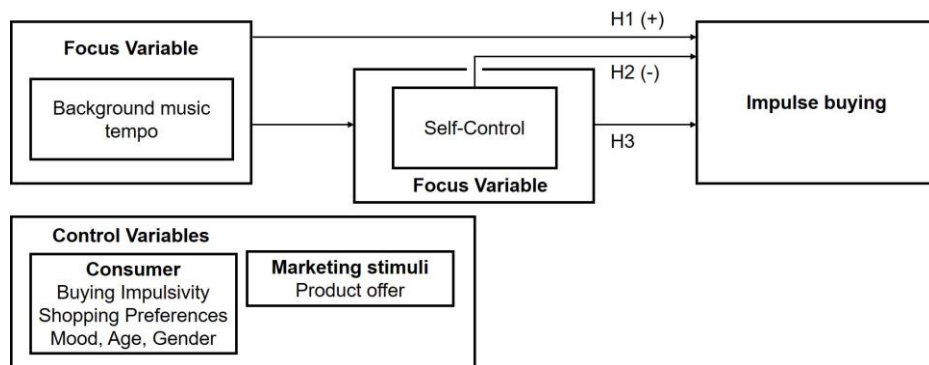 H1 (+)
Focus Variable
Background music
tempo
H2 (-)
Self-Control
Focus Variable
H3
Impulse buying
Control Variables
Consumer
Buying Impulsivity
Shopping Preferences
Mood, Age, Gender
Marketing stimuli
Product offer